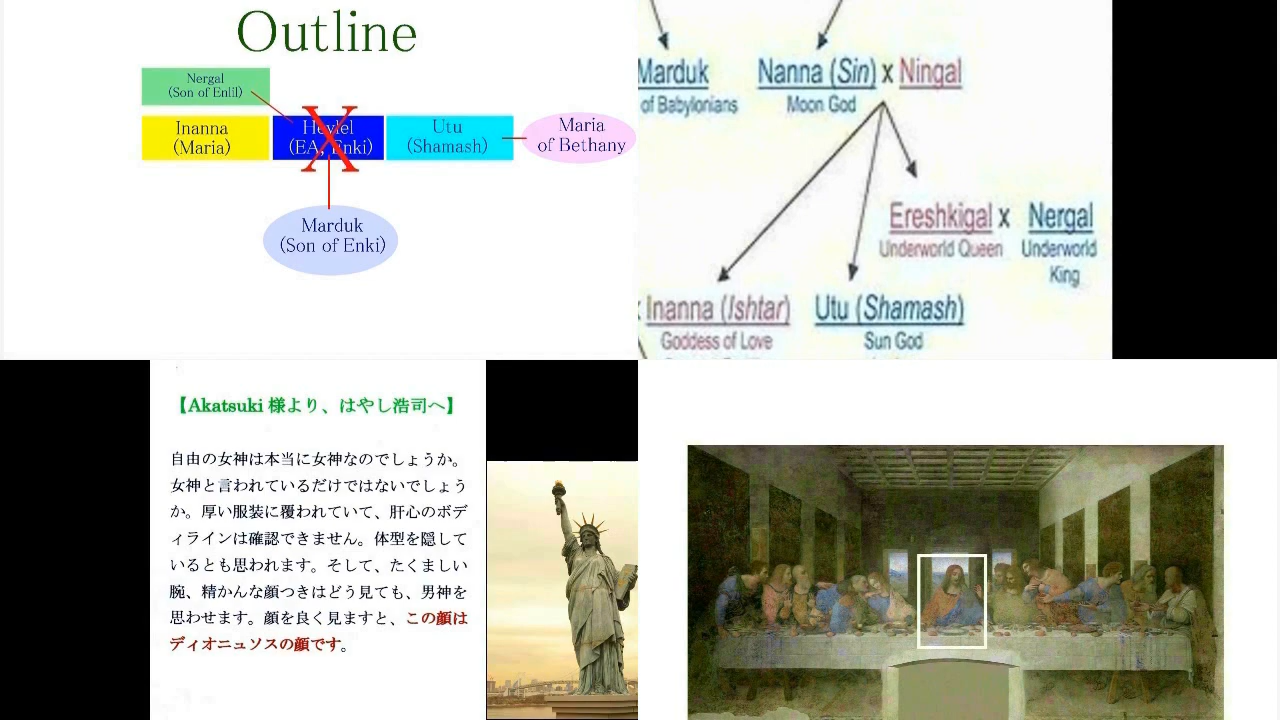 Outline
Nergal
(Son of Enlil)
Inanna
(Maria)
Heylel
(EA, Enki)
Utu
(Shamash)
Maria
of Bethany
Marduk
(Son of Enki)
Marduk
of Babylonians
Nanna (Sin) x Ningal
Moon God
Ereshkigal x Nergal
Underworld Queen
Underworld
King
Inanna (Ishtar)
Goddess of Love
Utu (Shamash)
Sun God
【Akatsuki 様より、はやし浩司へ】
自由の女神は本当に女神なのでしょうか。
女神と言われているだけではないでしょう
か。厚い服装に覆われていて、肝心のボデ
ィラインは確認できません。体型を隠して
いるとも思われます。そして、たくましい
腕、精かんな顔つきはどう見ても、男神を
思わせます。顔を良く見ますと、この顔は
ディオニュソスの顔です。